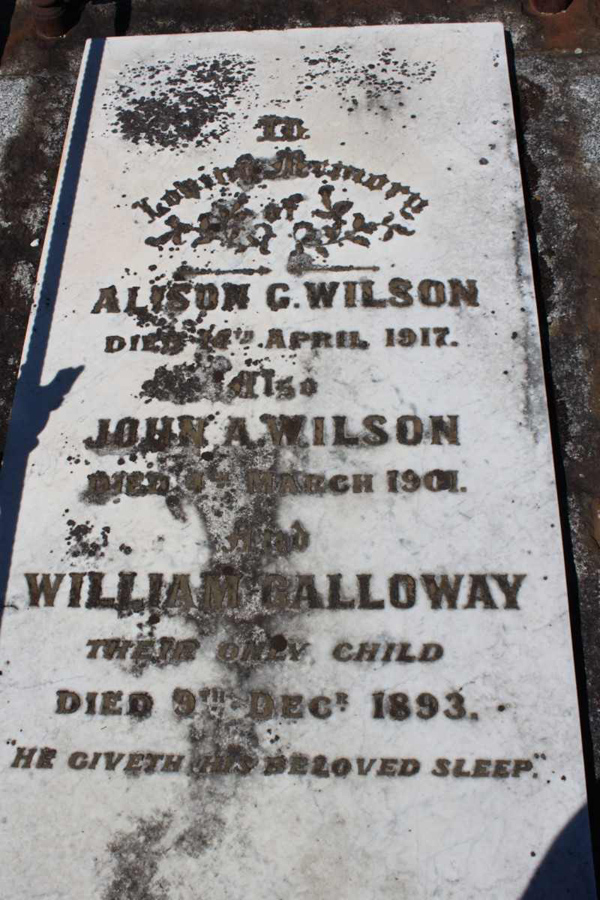 In
Loving Memory
of
ALISON G. WILSON
DIED 14TH APRIL 1917.
Also
JOHN A. WILSON
DIED MARCH 1901.
And
WILLIAM GALLOWAY
THEIR ONLY CHILD
DIED 9TH DECR 1893.
"HE GIVETH HIS BELOVED SLEEP."